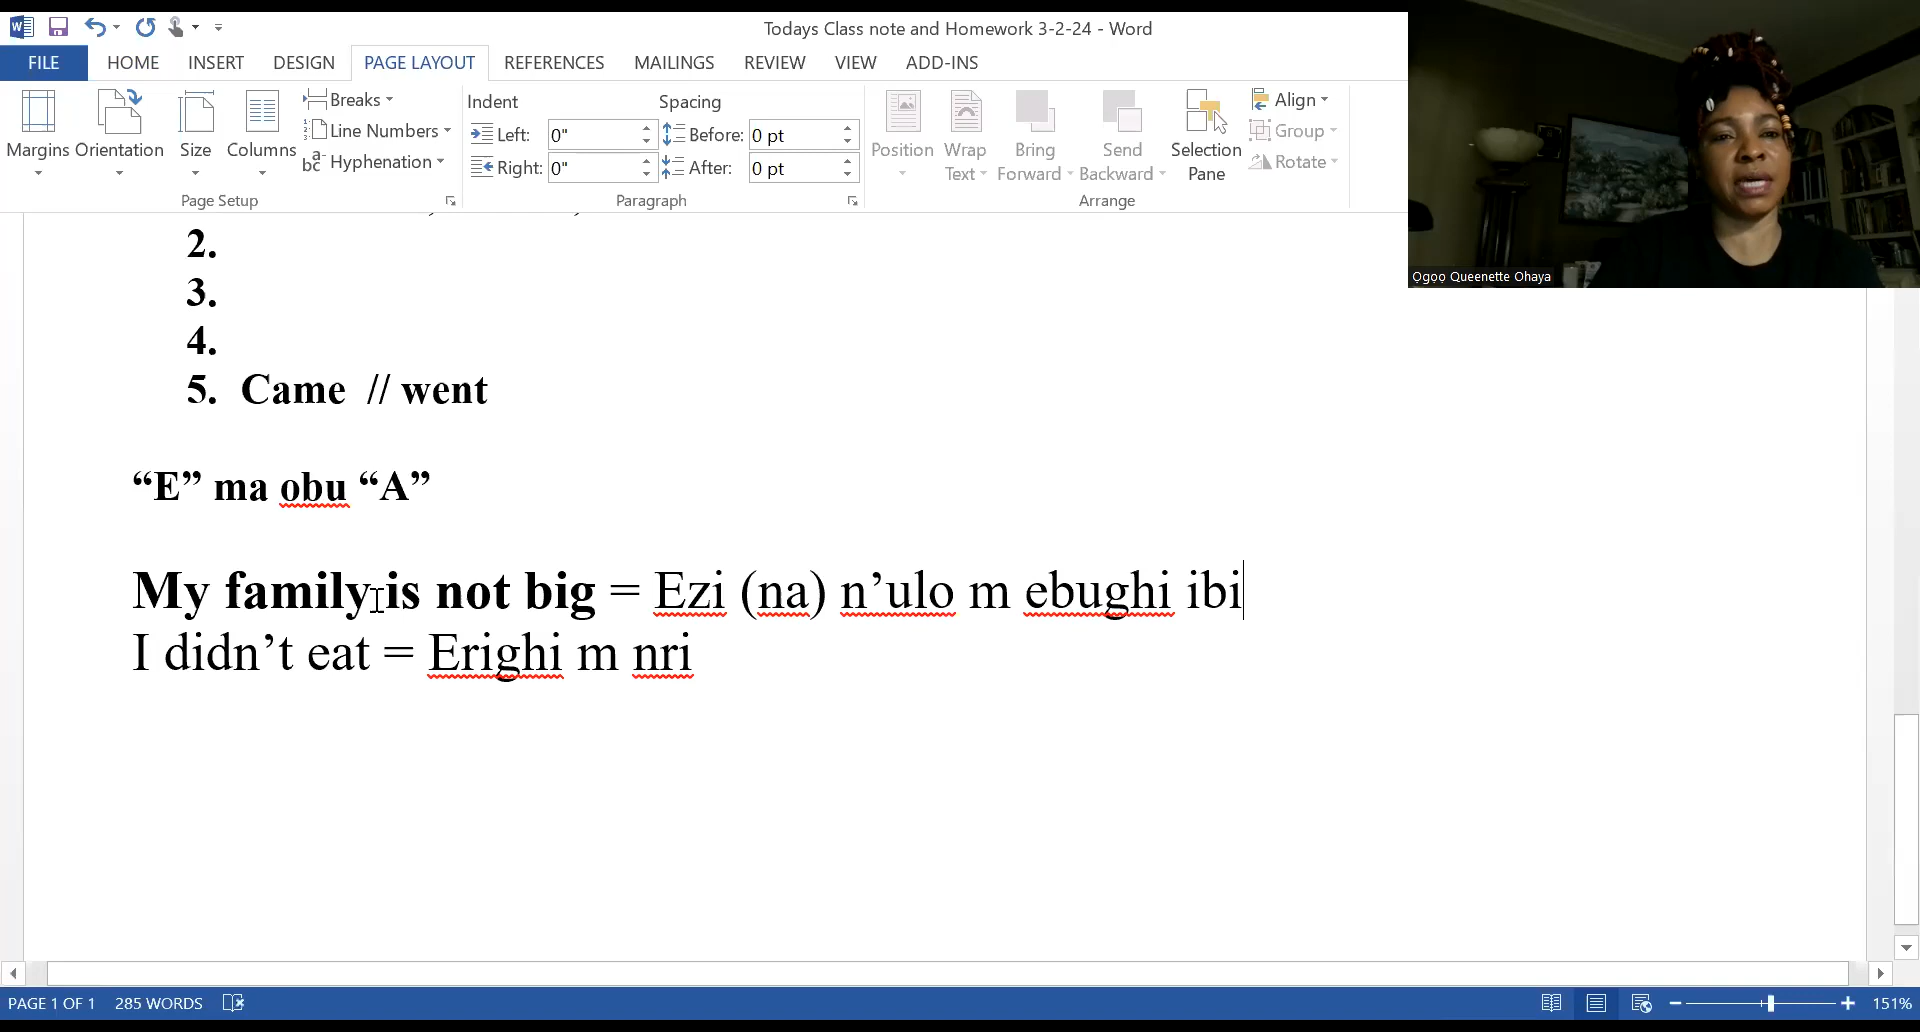 Todays Class note and Homework 3-2-24 - Word
FILE HOME INSERT DESIGN PAGE LAYOUT REFERENCES MAILINGS REVIEW VIEW ADD-INS
Margins Orientation Size Columns
Breaks
Line Numbers
Hyphenation
Page Setup
Indent Spacing
Left: 0" Before: 0 pt
Right: 0" After: 0 pt
Paragraph
Position Wrap Text Bring Forward Send Backward Selection Pane
Align
Group
Rotate
Arrange
Ọgọọ Queenette Ohaya
2.
3.
4.
5. Came // went
“E” ma obu “A”
My family is not big = Ezi (na) n’ulo m ebughi ibi
I didn’t eat = Erighi m nri
PAGE 1 OF 1 285 WORDS 151%